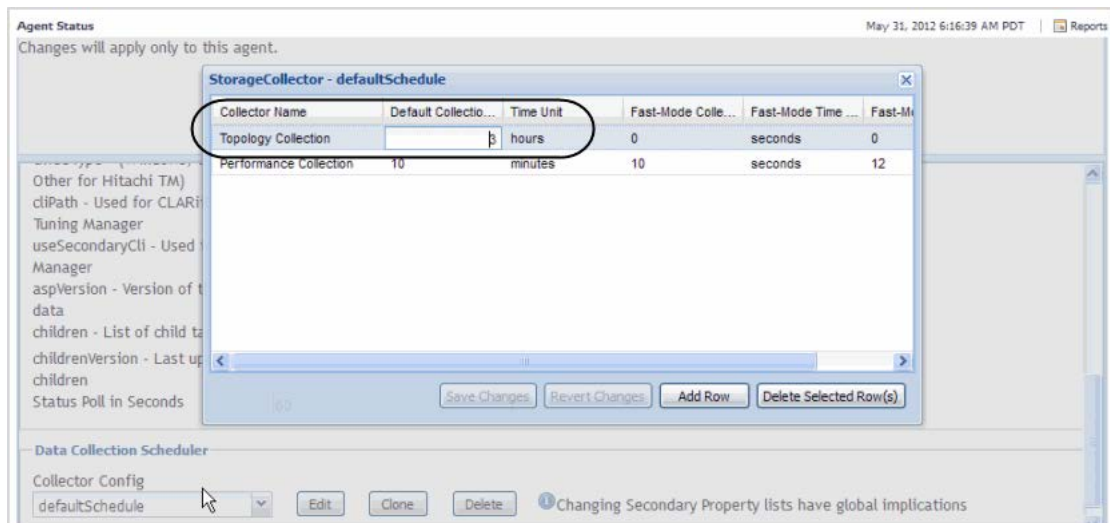 Agent Status
May 31, 2012 6:16:39 AM PDT | Reports
Changes will apply only to this agent.
StorageCollector - defaultSchedule
Collector Name Default Collectio... Time Unit Fast-Mode Colle... Fast-Mode Time ... Fast-Mo
Topology Collection 3 hours 0 seconds 0
Performance Collection 10 minutes 10 seconds 12
Other for Hitachi TM)
cliPath - Used for CLARi
Tuning Manager
useSecondaryCli - Used
Manager
aspVersion - Version of t
data
children - List of child ta
childrenVersion - Last up
children
Status Poll in Seconds 60
Save Changes Revert Changes Add Row Delete Selected Row(s)
Data Collection Scheduler
Collector Config
defaultSchedule Edit Clone Delete Changing Secondary Property lists have global implications